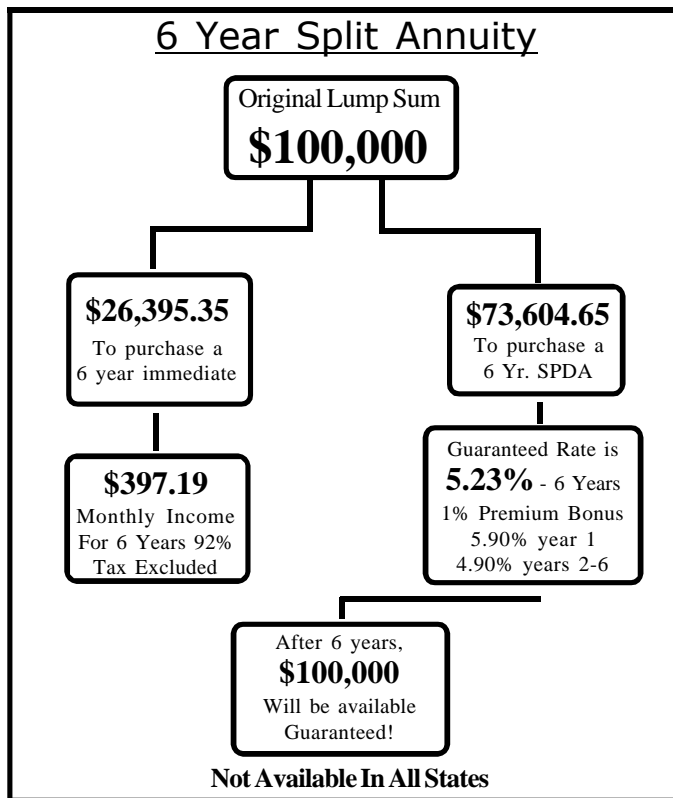 6 Year Split Annuity
Original Lump Sum
$100,000
$26,395.35
To purchase a
6 year immediate
$73,604.65
To purchase a
6 Yr. SPDA
$397.19
Monthly Income
For 6 Years 92%
Tax Excluded
Guaranteed Rate is
5.23% - 6 Years
1% Premium Bonus
5.90% year 1
4.90% years 2-6
After 6 years,
$100,000
Will be available
Guaranteed!
Not Available In All States